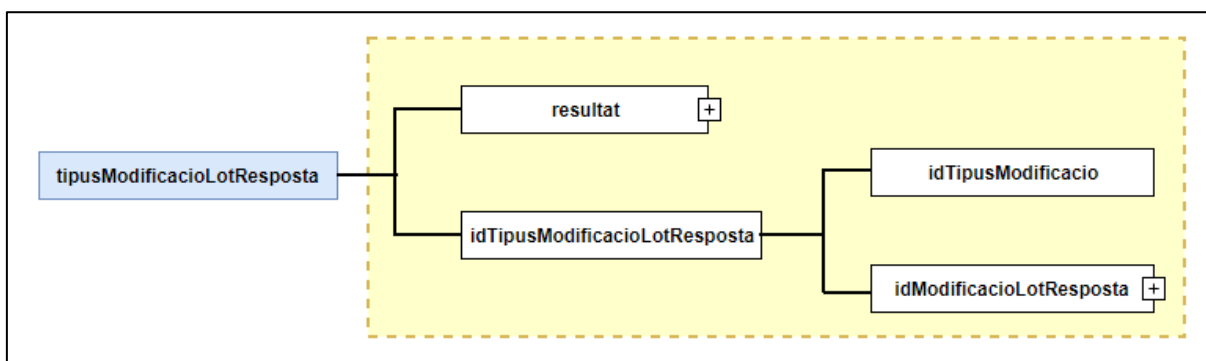 resultat
+
tipusModificacioLotResposta
idTipusModificacio
idTipusModificacioLotResposta
idModificacioLotResposta
+